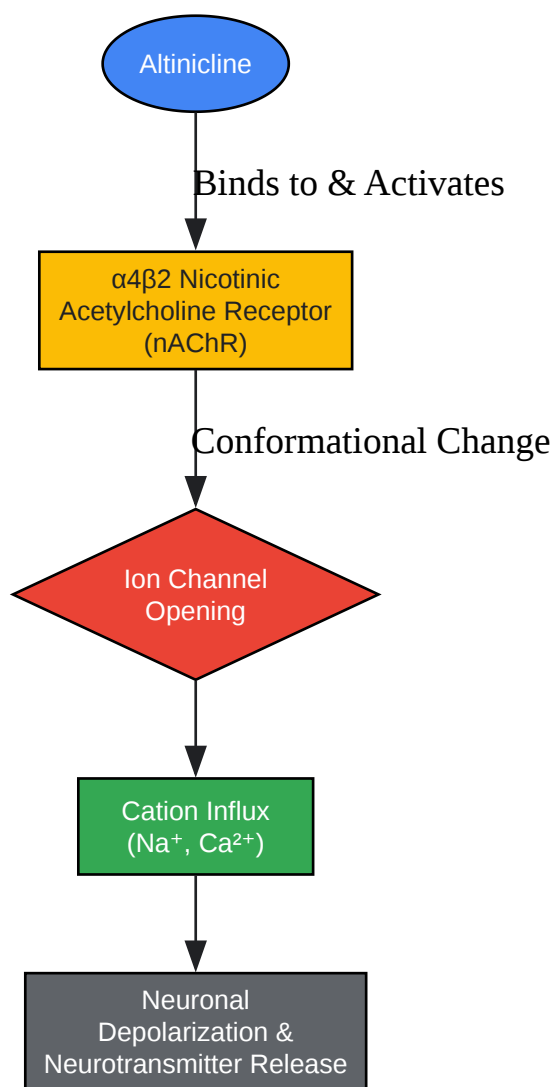 Altinicline
Binds to & Activates
α4β2 Nicotinic
Acetylcholine Receptor
(nAChR)
Conformational Change
Ion Channel
Opening
Cation Influx
(Na⁺, Ca²⁺)
Neuronal
Depolarization &
Neurotransmitter Release